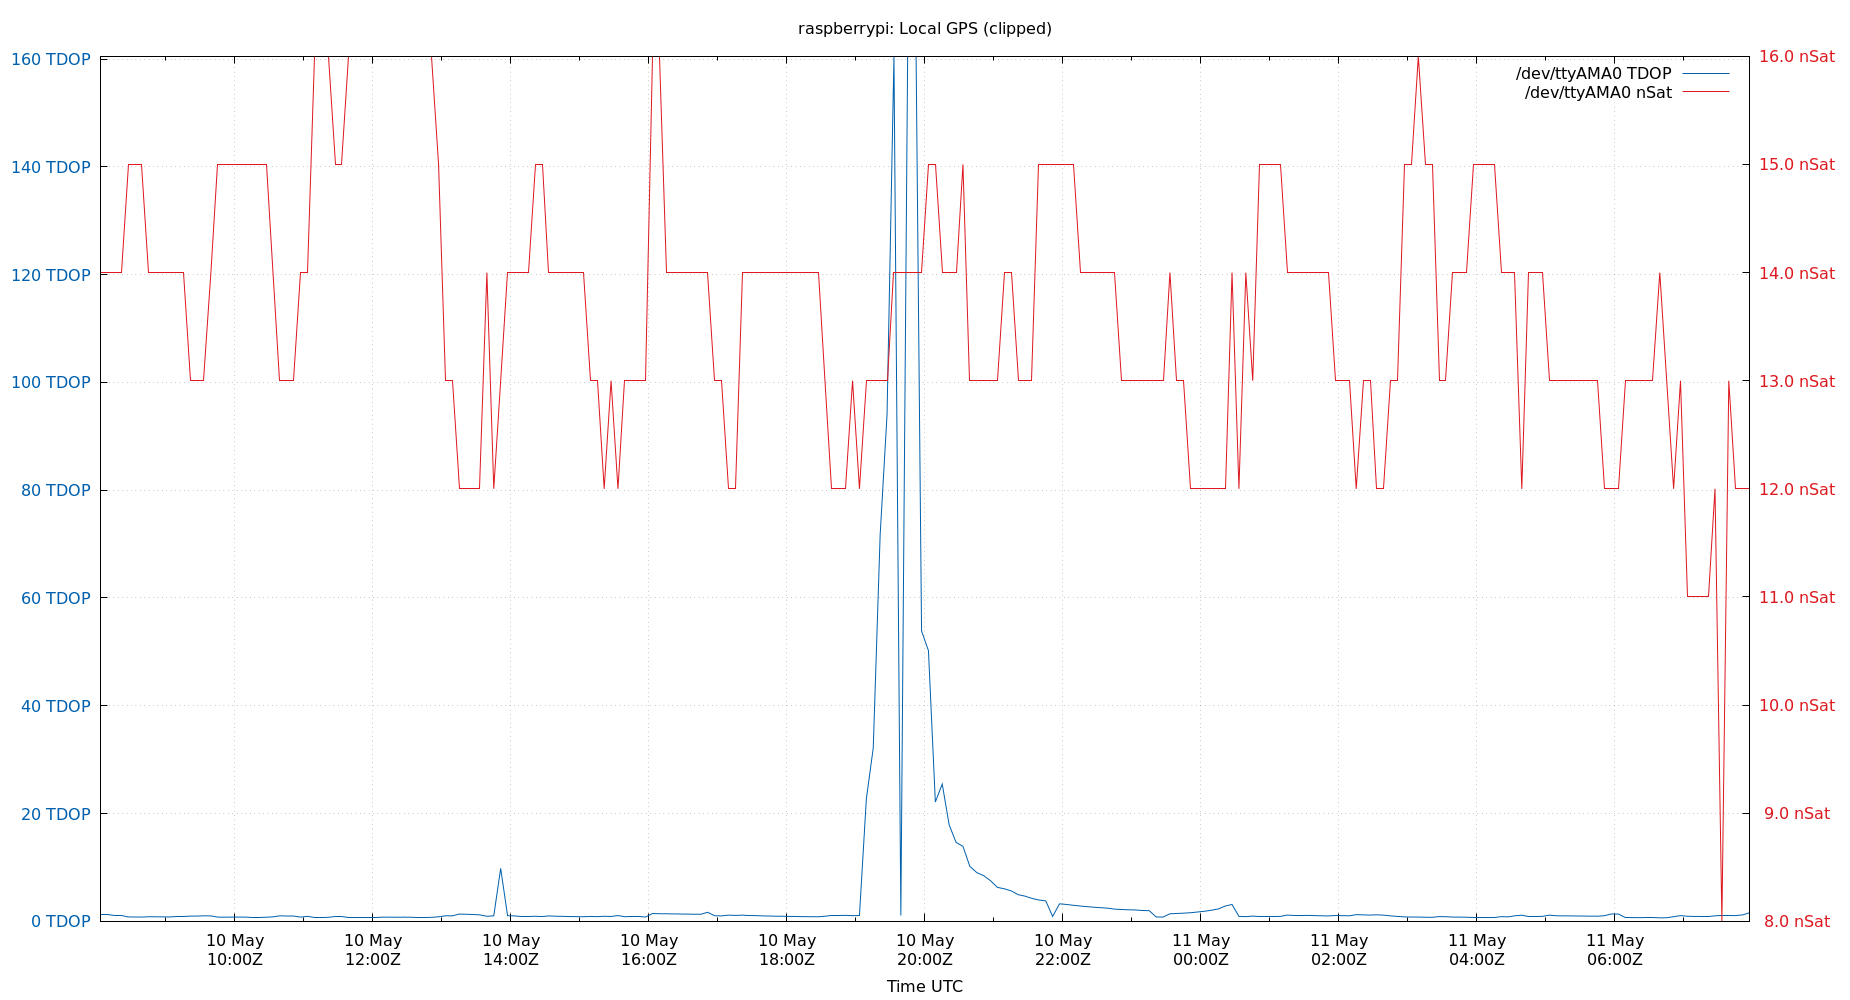 raspberrypi: Local GPS (clipped)
160 TDOP
140 TDOP
120 TDOP
100 TDOP
80 TDOP
60 TDOP
40 TDOP
20 TDOP
0 TDOP
16.0 nSat
15.0 nSat
14.0 nSat
13.0 nSat
12.0 nSat
11.0 nSat
10.0 nSat
9.0 nSat
8.0 nSat
/dev/ttyAMA0 TDOP
/dev/ttyAMA0 nSat
10 May
10:00Z
10 May
12:00Z
10 May
14:00Z
10 May
16:00Z
10 May
18:00Z
10 May
20:00Z
10 May
22:00Z
11 May
00:00Z
11 May
02:00Z
11 May
04:00Z
11 May
06:00Z
Time UTC